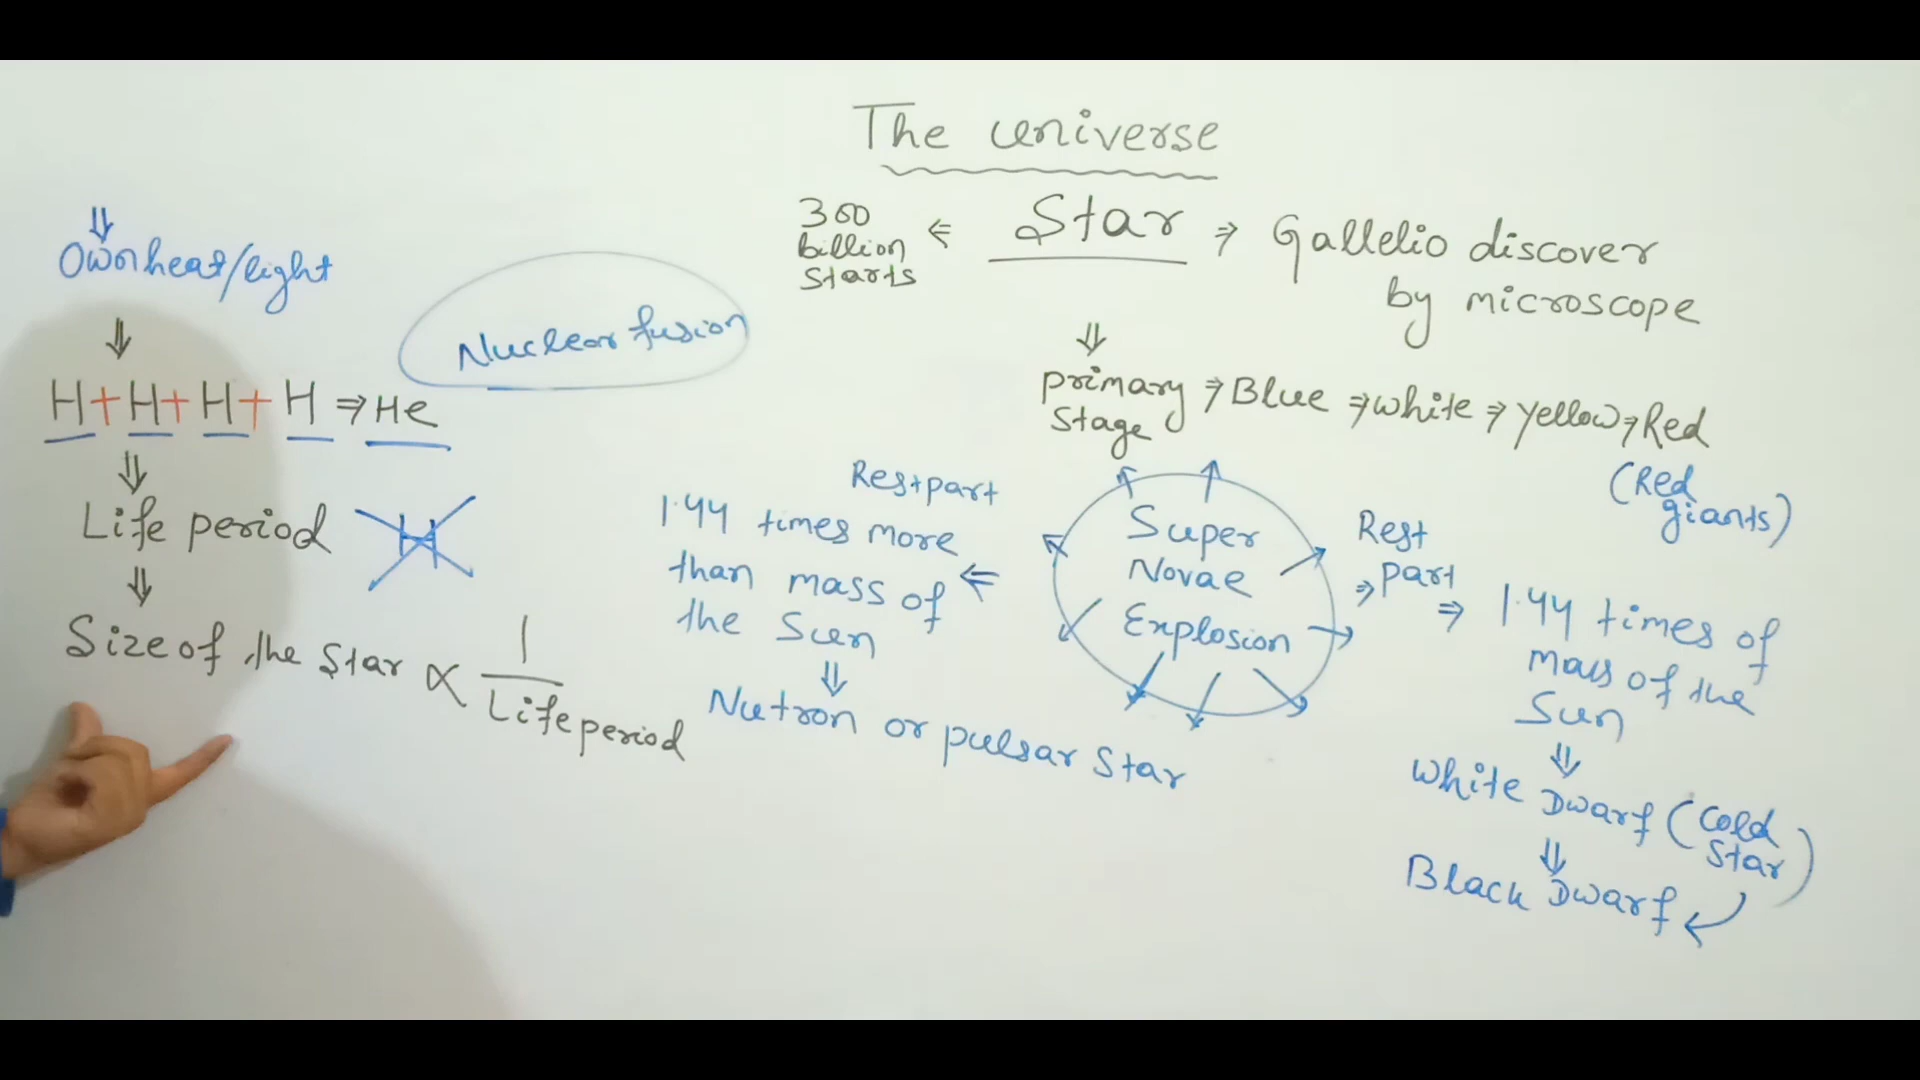 The universe
300
billion
starts
⇐ Star ⇒ Gallelio discover
by microscope
⇓
Primary
Stage
⇒ Blue ⇒ white ⇒ yellow ⇒ Red
(Red
giants)
⇓
Own heat/light
⇓
Nuclear fusion
H + H + H + H ⇒ He
⇓
Life period
H
⇓
Size of the Star ∝ 1
Life period
Super
Novae
Explosion
Rest part
1.44 times more
than mass of ⇐
the Sun
⇓
Nutron or pulsar Star
Rest
⇒ part
⇒ 1.44 times of
mass of the
Sun
⇓
White Dwarf (Cold
Star)
⇓
Black Dwarf